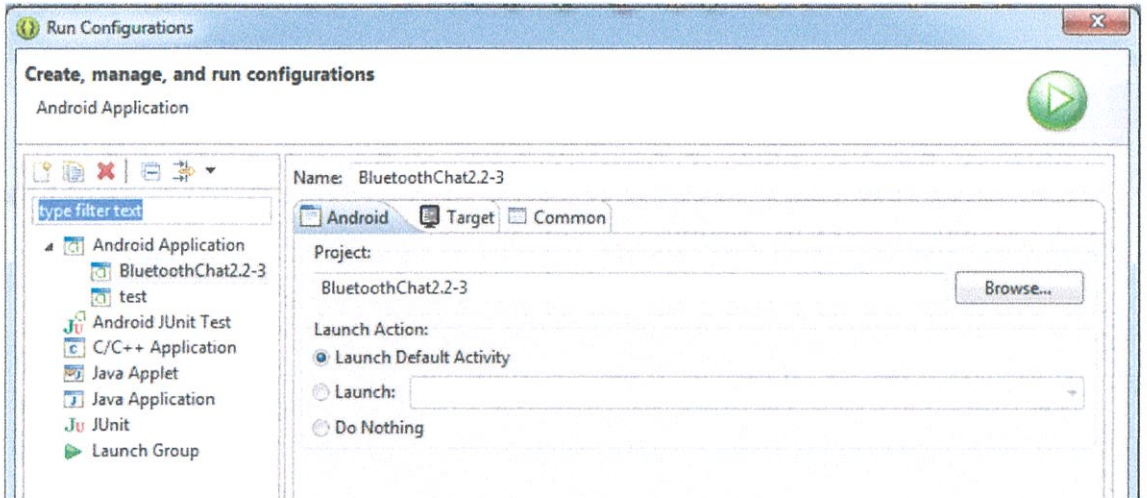 Run Configurations
Create, manage, and run configurations
Android Application
type filter text
Android Application
BluetoothChat2.2-3
test
Android JUnit Test
C/C++ Application
Java Applet
Java Application
JUnit
Launch Group
Name: BluetoothChat2.2-3
Android Target Common
Project:
BluetoothChat2.2-3 Browse...
Launch Action:
Launch Default Activity
Launch:
Do Nothing